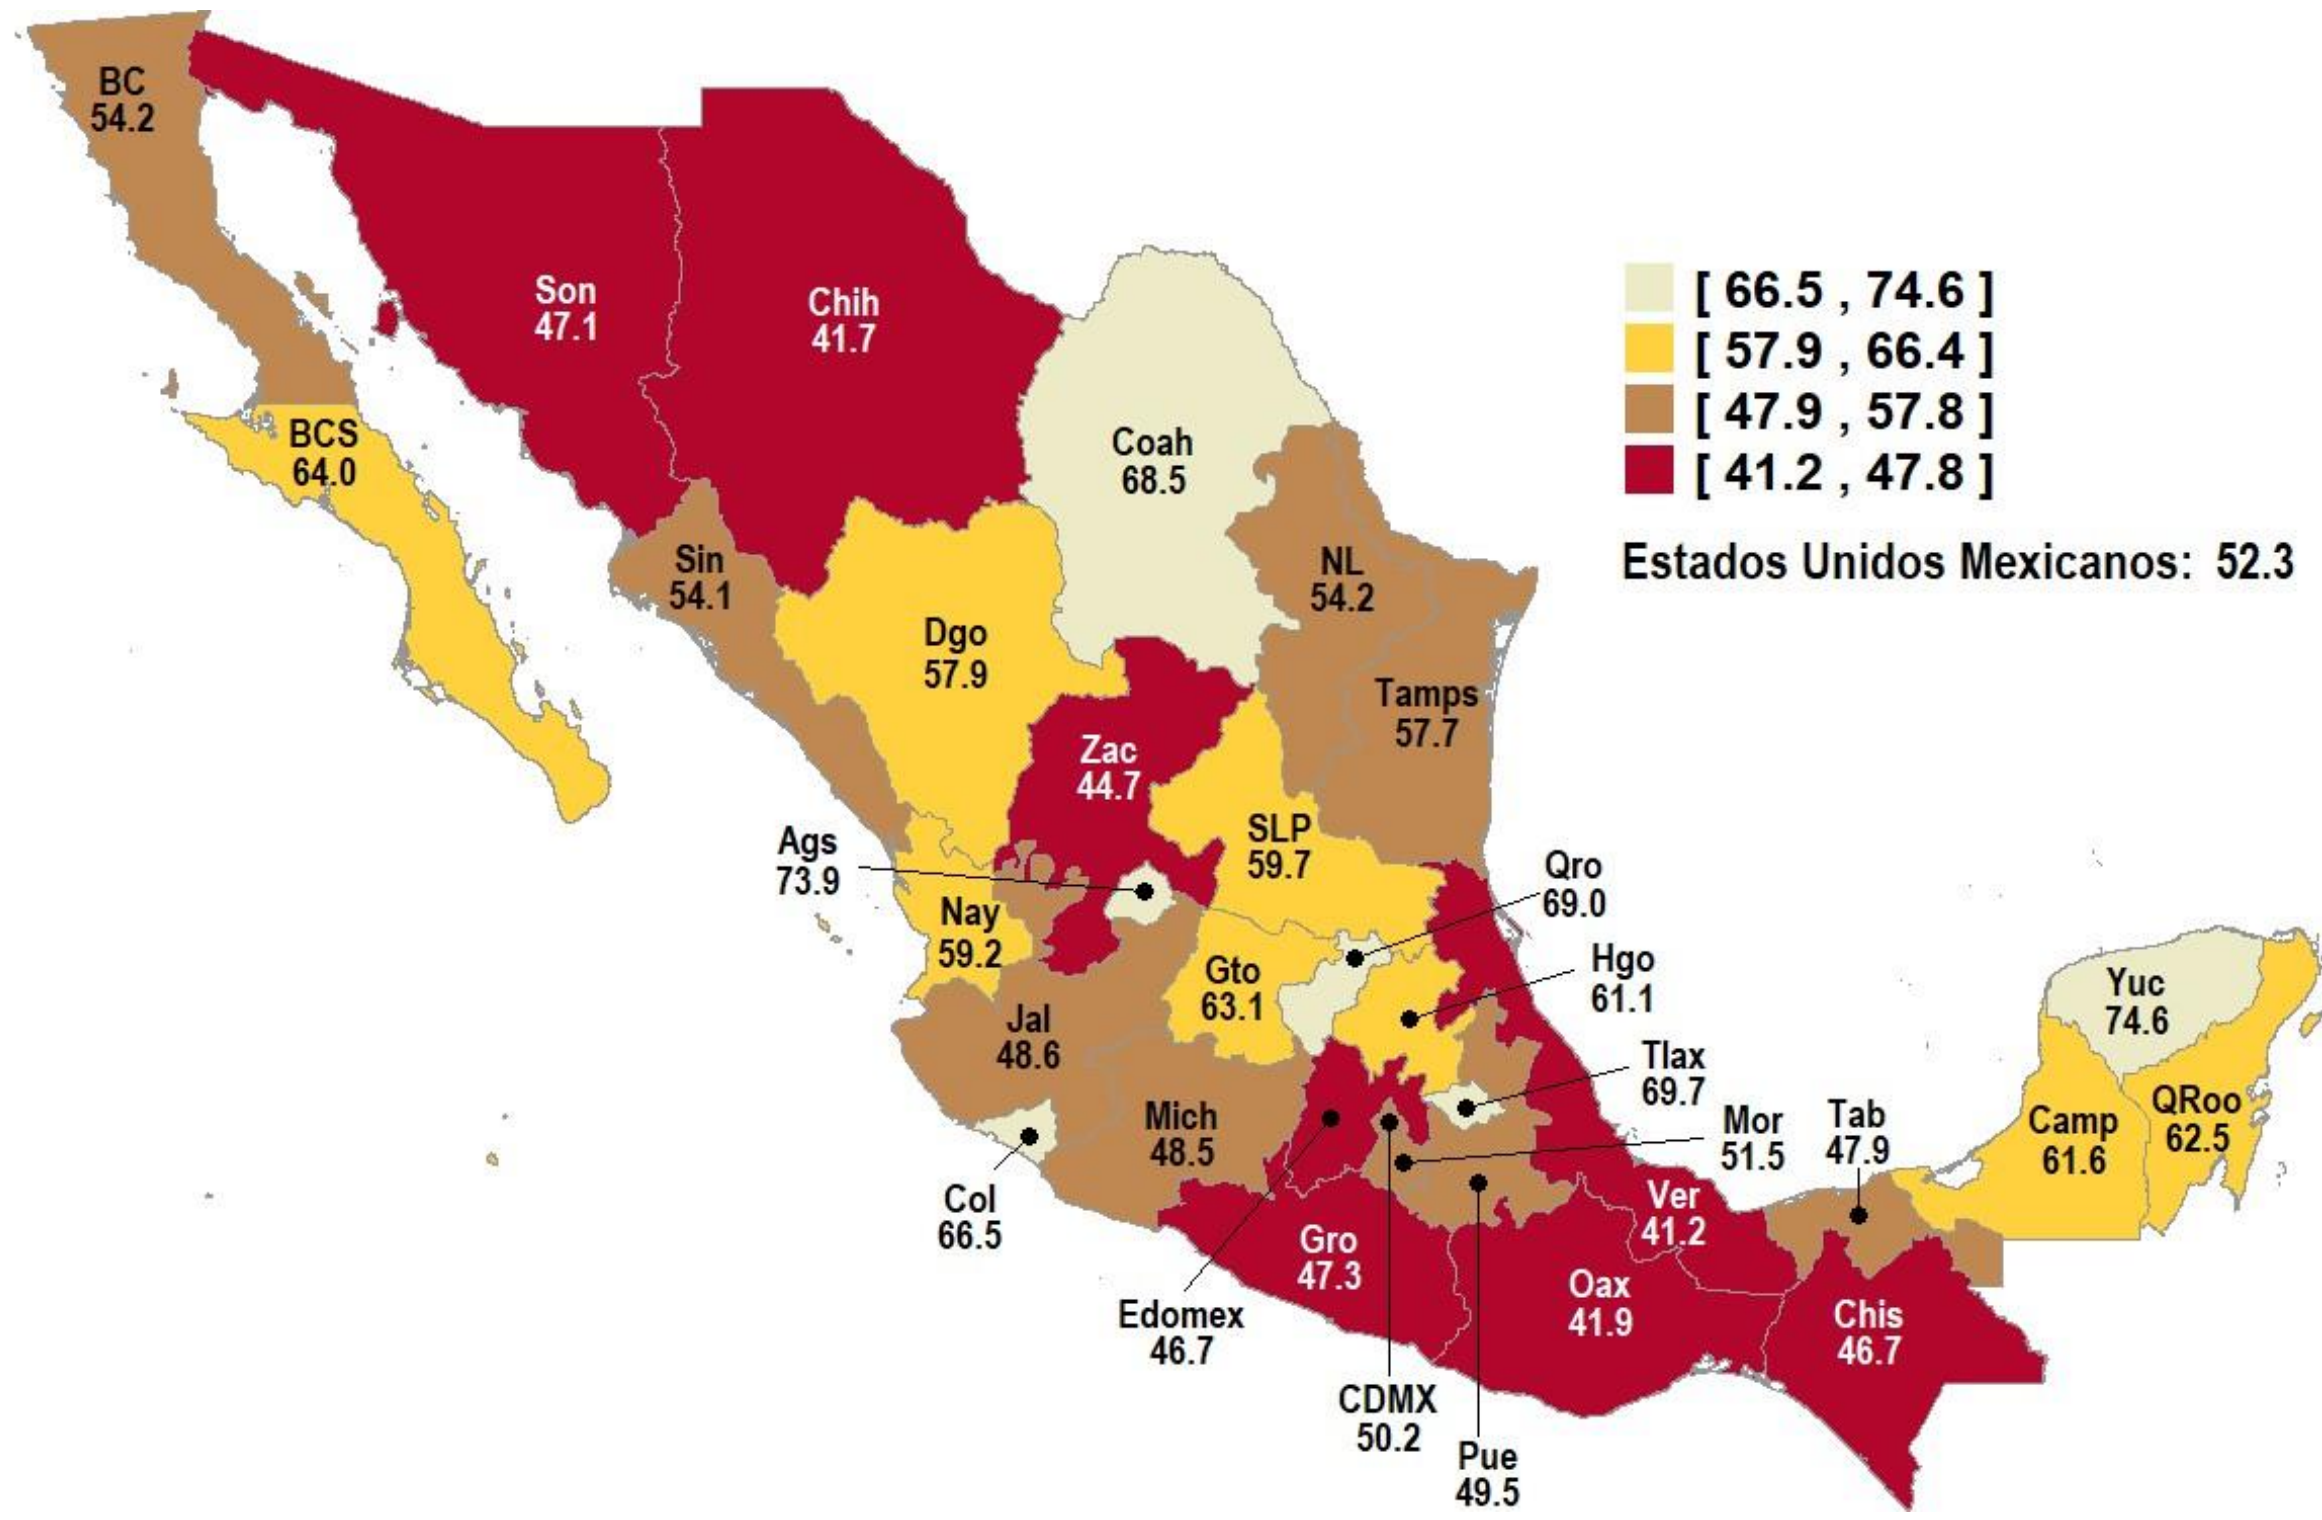 BC
54.2
Son
47.1
Chih
41.7
[ 66.5 , 74.6 ]
[ 57.9 , 66.4 ]
[ 47.9 , 57.8 ]
[ 41.2 , 47.8 ]
Estados Unidos Mexicanos: 52.3
BCS
64.0
Coah
68.5
Sin
54.1
NL
54.2
Dgo
57.9
Tamps
57.7
Zac
44.7
Ags
73.9
SLP
59.7
Qro
69.0
Nay
59.2
Gto
63.1
Hgo
61.1
Yuc
74.6
Jal
48.6
Tlax
69.7
Mich
48.5
Mor
51.5
Tab
47.9
Camp
61.6
QRoo
62.5
Col
66.5
Ver
41.2
Gro
47.3
Oax
41.9
Edomex
46.7
Chis
46.7
CDMX
50.2
Pue
49.5